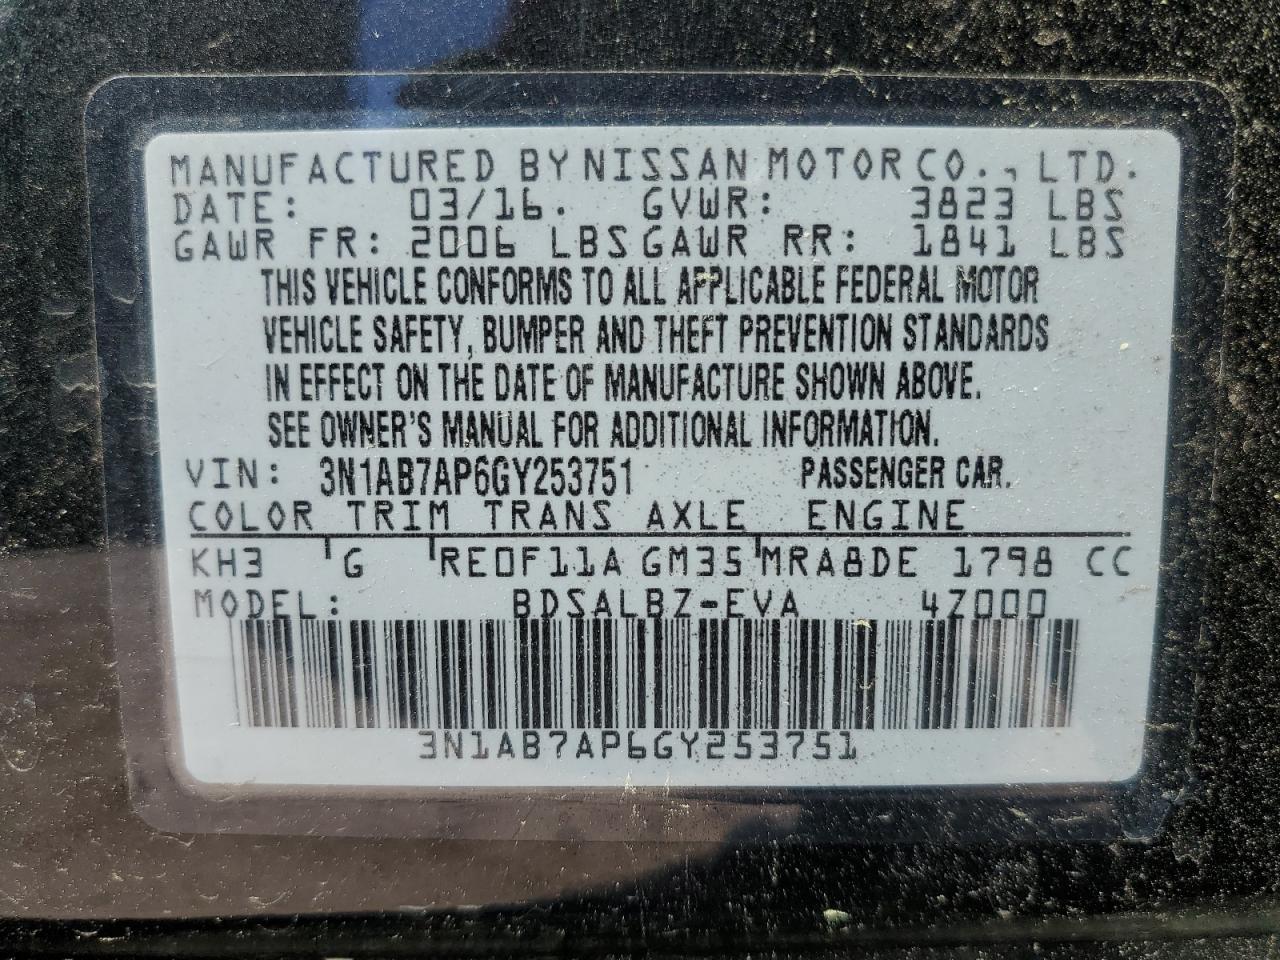 MANUFACTURED BY NISSAN MOTOR CO., LTD.
DATE: 03/16. GVWR: 3823 LBS
GAWR FR: 2006 LBS GAWR RR: 1841 LBS
THIS VEHICLE CONFORMS TO ALL APPLICABLE FEDERAL MOTOR
VEHICLE SAFETY, BUMPER AND THEFT PREVENTION STANDARDS
IN EFFECT ON THE DATE OF MANUFACTURE SHOWN ABOVE.
SEE OWNER'S MANUAL FOR ADDITIONAL INFORMATION.
VIN: 3N1AB7AP6GY253751 PASSENGER CAR.
COLOR TRIM TRANS AXLE ENGINE
KH3 G RE0F11A GM35 MRA8DE 1798 CC
MODEL: BDSALBZ-EVA 4Z000
3N1AB7AP6GY253751